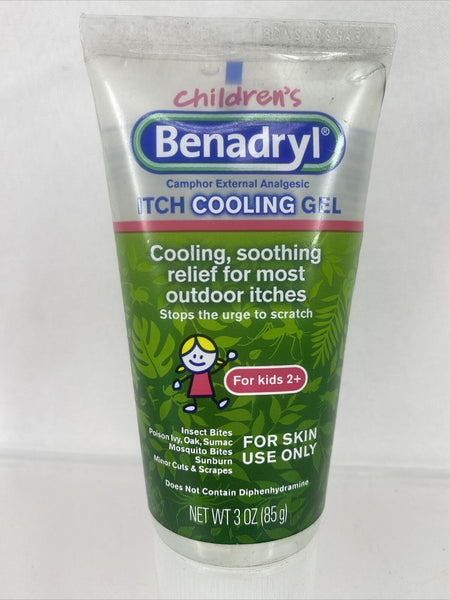 children's
Benadryl®
Camphor External Analgesic
ITCH COOLING GEL
Cooling, soothing
relief for most
outdoor itches
Stops the urge to scratch
For kids 2+
Insect Bites
Poison Ivy, Oak, Sumac
Mosquito Bites
Sunburn
Minor Cuts & Scrapes
FOR SKIN
USE ONLY
Does Not Contain Diphenhydramine
NET WT 3 OZ (85 g)